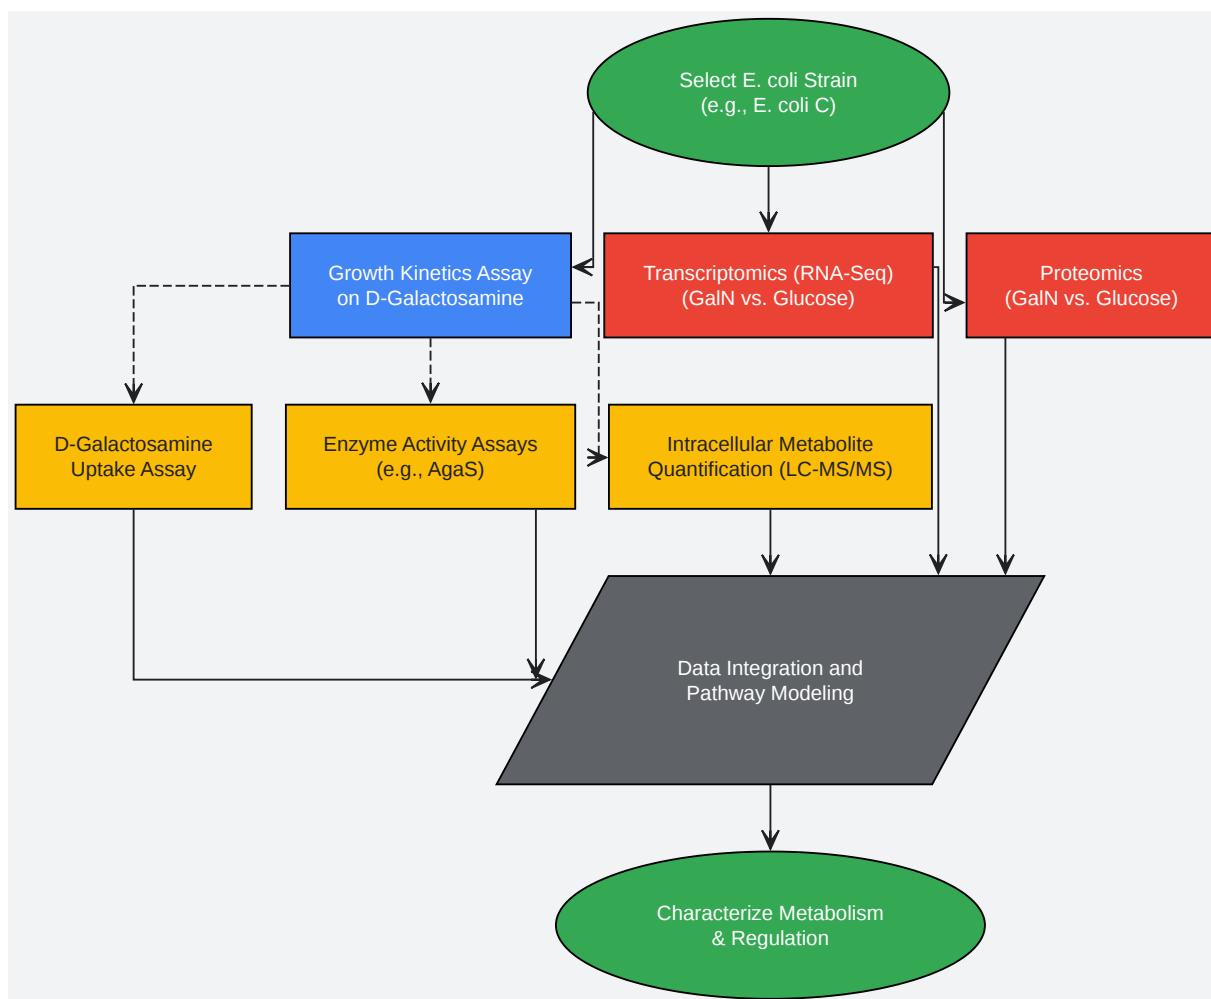 Select E. coli Strain
(e.g., E. coli C)
Growth Kinetics Assay
on D-Galactosamine
Transcriptomics (RNA-Seq)
(GalN vs. Glucose)
Proteomics
(GalN vs. Glucose)
D-Galactosamine
Uptake Assay
Enzyme Activity Assays
(e.g., AgaS)
Intracellular Metabolite
Quantification (LC-MS/MS)
Data Integration and
Pathway Modeling
Characterize Metabolism
& Regulation